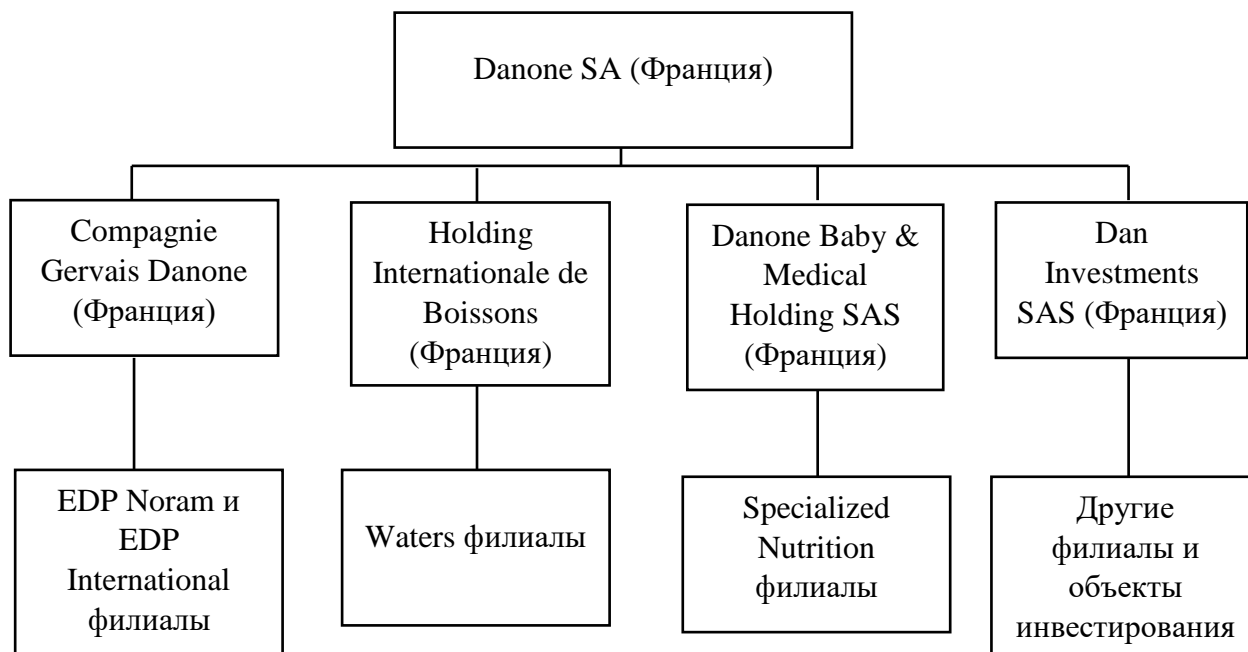 Danone SA (Франция)
Compagnie
Gervais Danone
(Франция)
Holding
Internationale de
Boissons
(Франция)
Danone Baby &
Medical
Holding SAS
(Франция)
Dan
Investments
SAS (Франция)
EDP Noram и
EDP
International
филиалы
Waters филиалы
Specialized
Nutrition
филиалы
Другие
филиалы и
объекты
инвестирования